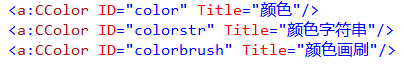 <a:CColor ID="color" Title="颜色"/>
<a:CColor ID="colorstr" Title="颜色字符串"/>
<a:CColor ID="colorbrush" Title="颜色画刷"/>